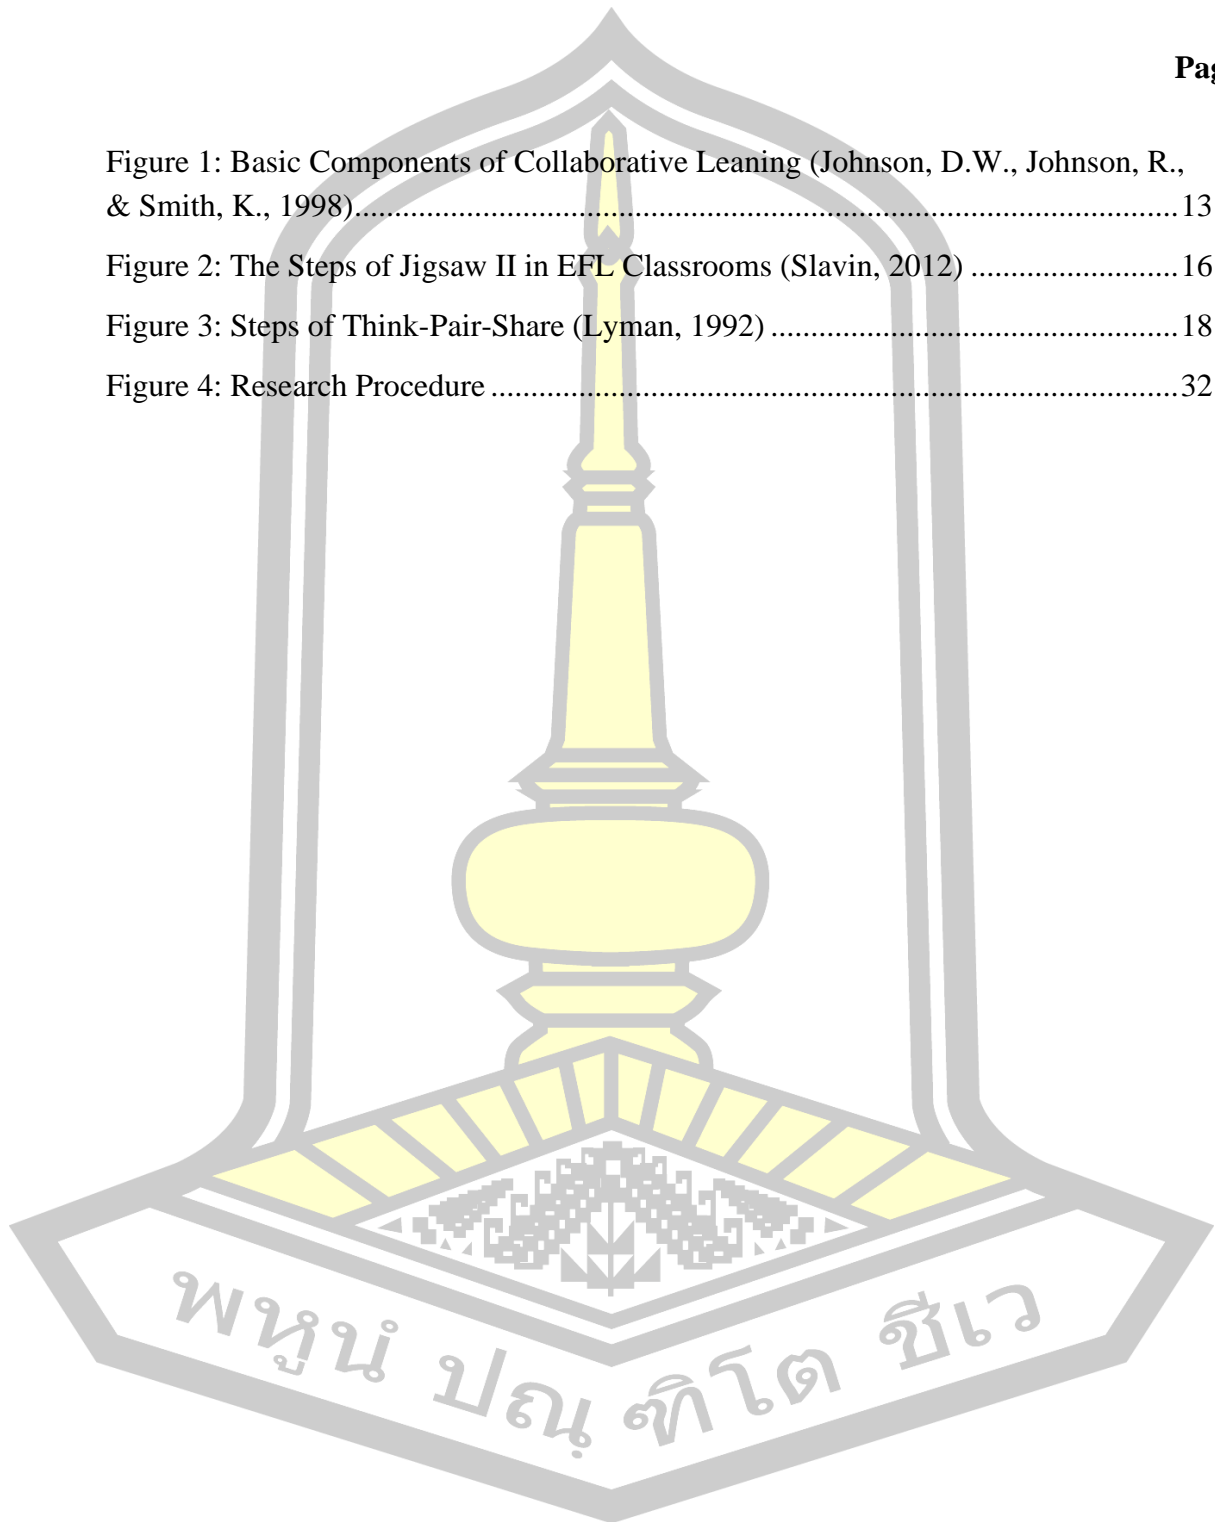 Pag
Figure 1: Basic Components of Collaborative Leaning (Johnson, D.W., Johnson, R.,
& Smith, K., 1998)........................................................................................................13
Figure 2: The Steps of Jigsaw II in EFL Classrooms (Slavin, 2012) ..........................16
Figure 3: Steps of Think-Pair-Share (Lyman, 1992) ....................................................18
Figure 4: Research Procedure .......................................................................................32
พหูนํ ปณฺ ฑิโต ชีเว